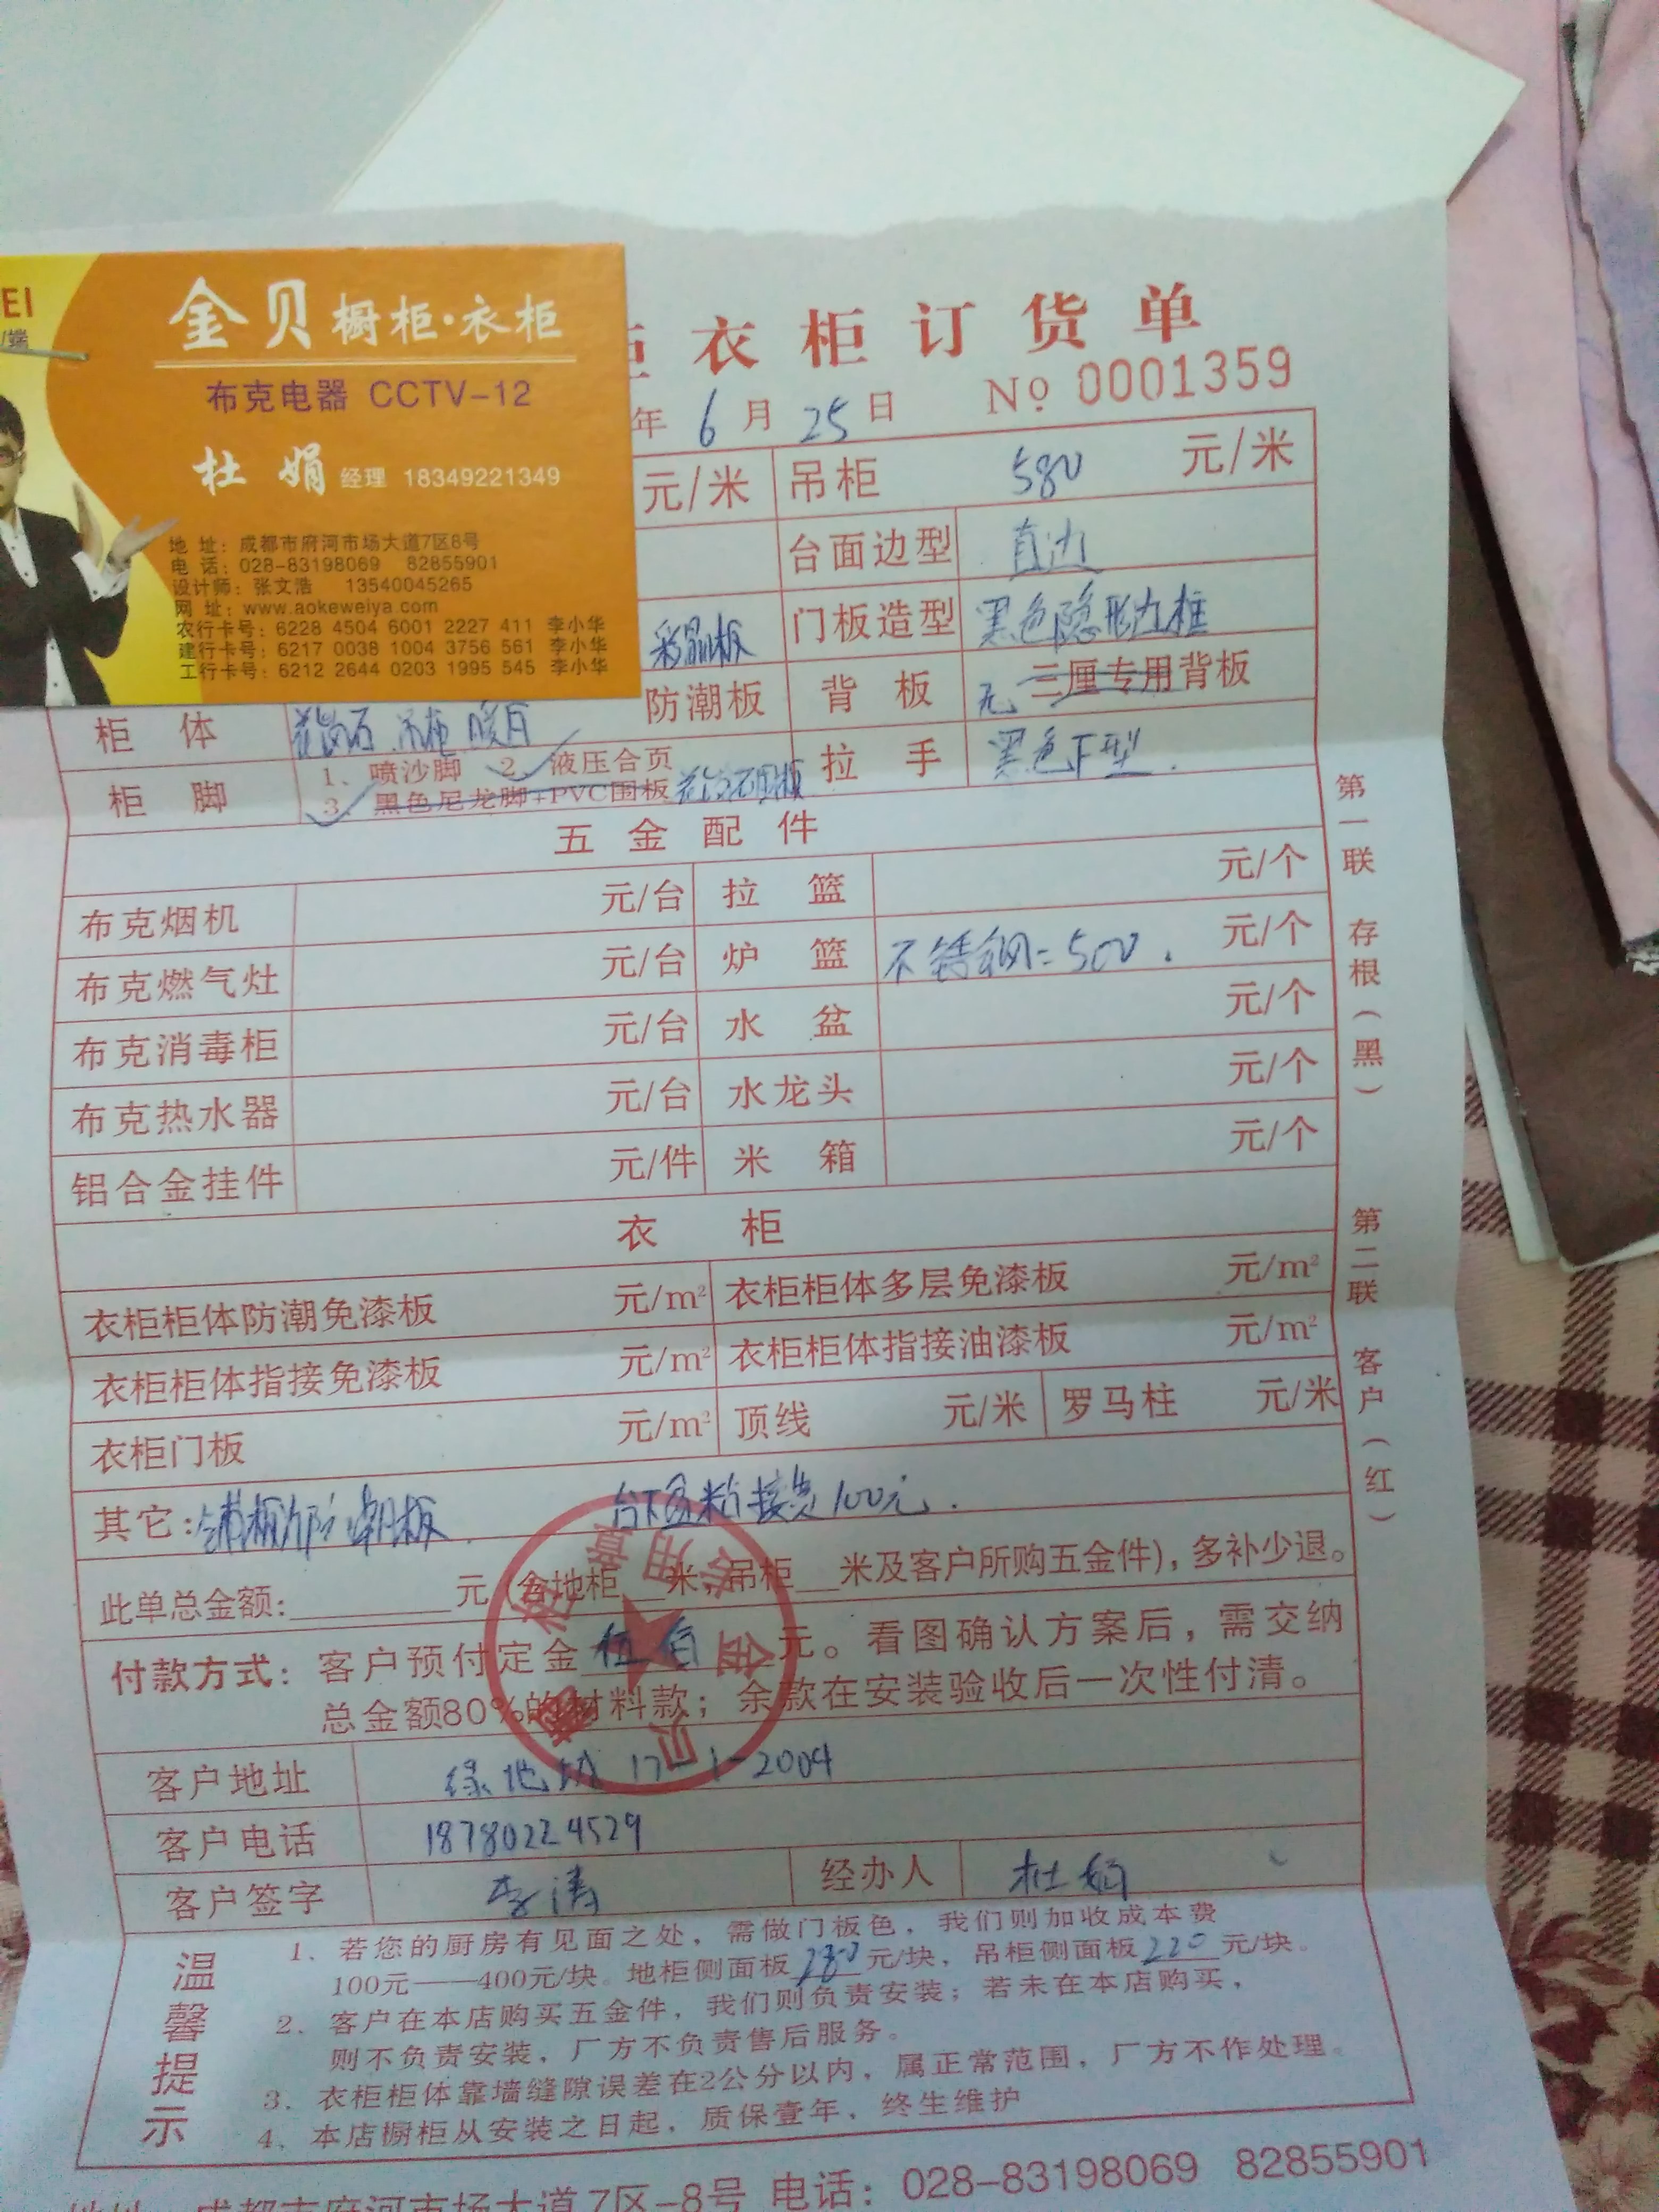 EI
/端
金贝橱柜·衣柜
布克电器 CCTV-12
杜娟 经理 18349221349
地 址：成都市府河市场大道7区8号
电 话：028-83198069 82855901
设计师：张文浩 13540045265
网 址：www.aokeweiya.com
农行卡号：6228 4504 6001 2227 411 李小华
建行卡号：6217 0038 1004 3756 561 李小华
工行卡号：6212 2644 0203 1995 545 李小华
衣柜订货单
年 6 月 25 日 № 0001359
元/米 吊柜 580 元/米
台面边型 直边
彩晶板 门板造型 黑色隐形边框
防潮板 背板 无 三厘专用背板
柜体 花岗石 吊柜 暖月
柜脚 1、喷沙脚 2、液压合页 拉手 黑色下型.
3、黑色尼龙脚+PVC围板 花岗石围板
五金配件
布克烟机 元/台 拉篮 元/个
布克燃气灶 元/台 炉篮 不锈钢=500. 元/个
布克消毒柜 元/台 水盆 元/个
布克热水器 元/台 水龙头 元/个
铝合金挂件 元/件 米箱 元/个
衣柜
衣柜柜体防潮免漆板 元/m² 衣柜柜体多层免漆板 元/m²
衣柜柜体指接免漆板 元/m² 衣柜柜体指接油漆板 元/m²
衣柜门板 元/m² 顶线 元/米 罗马柱 元/米
其它：铺板为防潮板. 台下盆粘接费100元.
此单总金额：元（含地柜__米，吊柜__米及客户所购五金件），多补少退。
付款方式：客户预付定金伍佰元。看图确认方案后，需交纳
总金额80%的材料款；余款在安装验收后一次性付清。
客户地址 绿地城 17-1-2004
客户电话 18780224529
客户签字 李涛 经办人 杜娟
温馨提示
1、若您的厨房有见面之处，需做门板色，我们则加收成本费
100元——400元/块。地柜侧面板280元/块，吊柜侧面板220元/块。
2、客户在本店购买五金件，我们则负责安装；若未在本店购买，
则不负责安装，厂方不负责售后服务。
3、衣柜柜体靠墙缝隙误差在2公分以内，属正常范围，厂方不作处理。
4、本店橱柜从安装之日起，质保壹年，终生维护
地址：成都市府河市场大道7区-8号 电话：028-83198069 82855901
第一联 存根（黑）
第二联 客户（红）